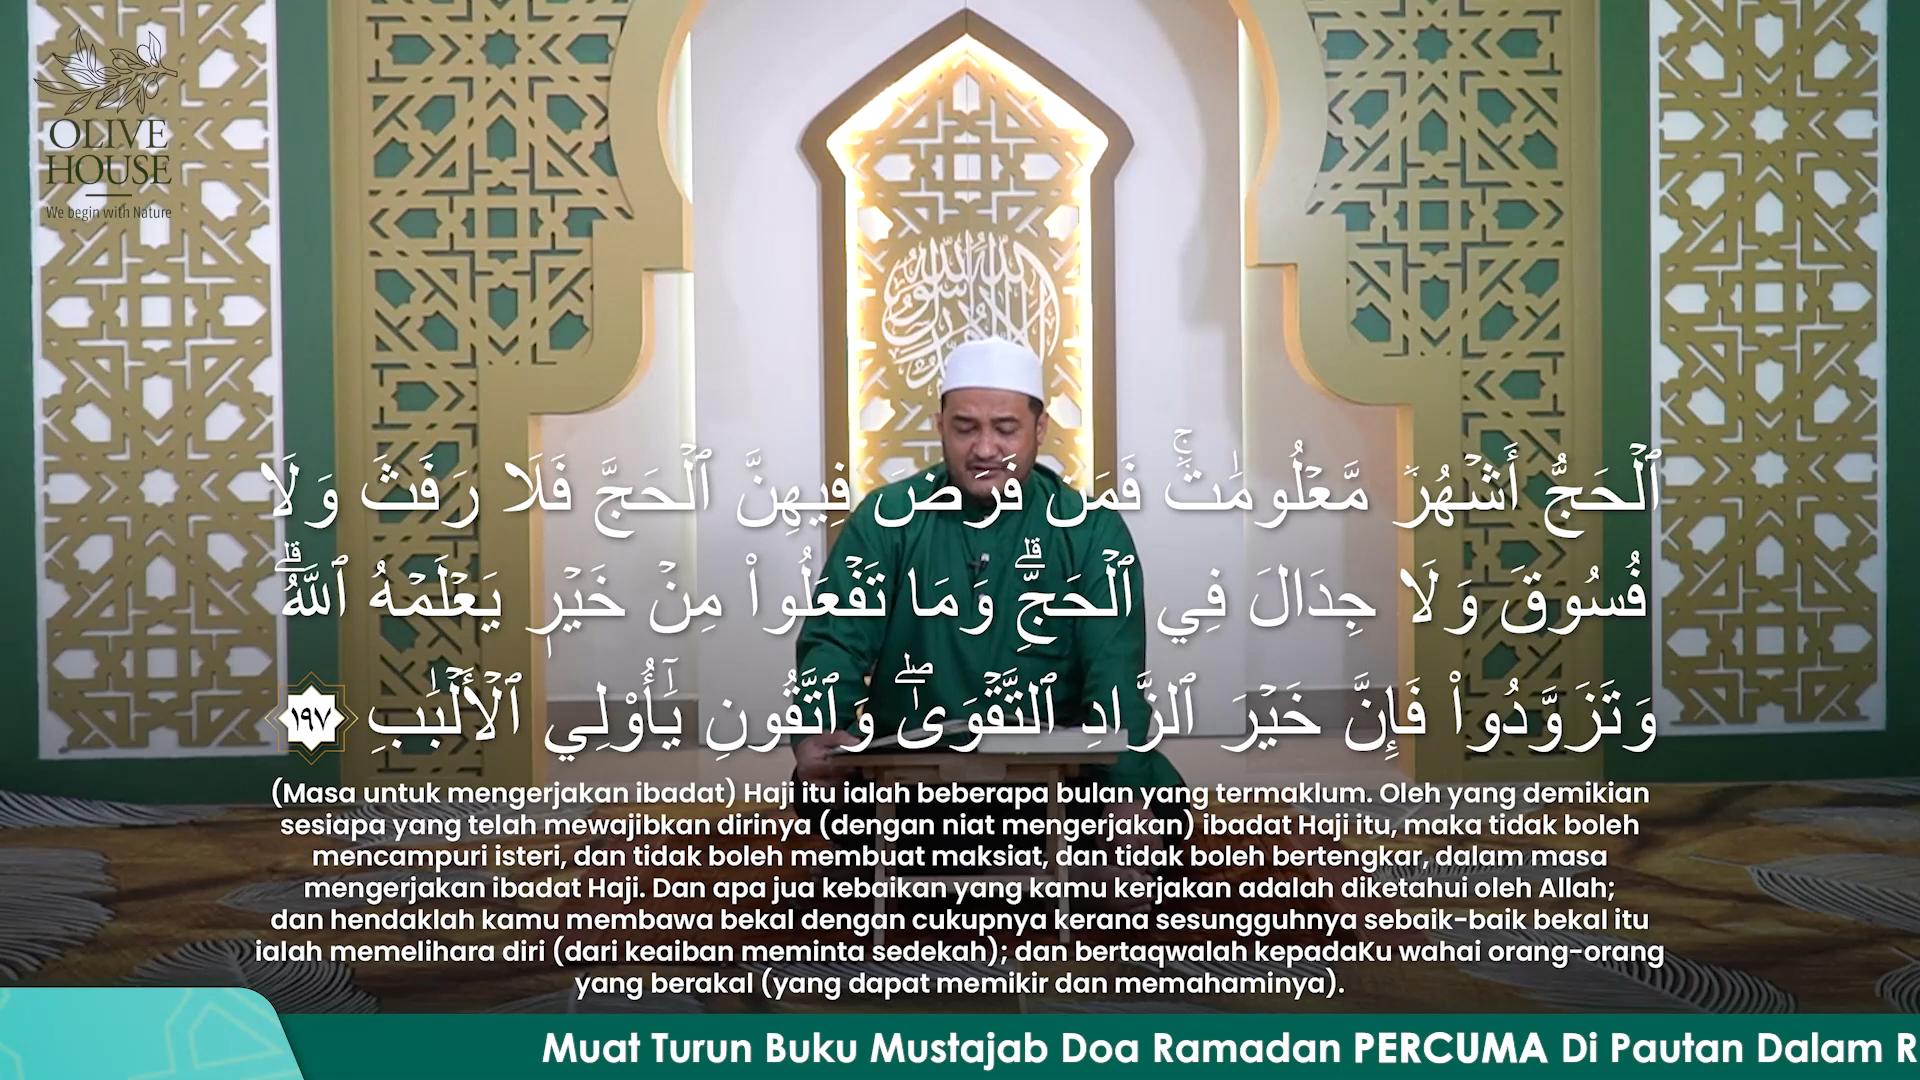 OLIVE
HOUSE
We begin with Nature
ٱلۡحَجُّ أَشۡهُرٞ مَّعۡلُومَٰتٞۚ فَمَن فَرَضَ فِيهِنَّ ٱلۡحَجَّ فَلَا رَفَثَ وَلَا
فُسُوقَ وَلَا جِدَالَ فِي ٱلۡحَجِّۗ وَمَا تَفۡعَلُواْ مِنۡ خَيۡرٖ يَعۡلَمۡهُ ٱللَّهُۗ
وَتَزَوَّدُواْ فَإِنَّ خَيۡرَ ٱلزَّادِ ٱلتَّقۡوَىٰۖ وَٱتَّقُونِ يَٰٓأُوْلِي ٱلۡأَلۡبَٰبِ ١٩٧
(Masa untuk mengerjakan ibadat) Haji itu ialah beberapa bulan yang termaklum. Oleh yang demikian
sesiapa yang telah mewajibkan dirinya (dengan niat mengerjakan) ibadat Haji itu, maka tidak boleh
mencampuri isteri, dan tidak boleh membuat maksiat, dan tidak boleh bertengkar, dalam masa
mengerjakan ibadat Haji. Dan apa jua kebaikan yang kamu kerjakan adalah diketahui oleh Allah;
dan hendaklah kamu membawa bekal dengan cukupnya kerana sesungguhnya sebaik-baik bekal itu
ialah memelihara diri (dari keaiban meminta sedekah); dan bertaqwalah kepadaKu wahai orang-orang
yang berakal (yang dapat memikir dan memahaminya).
Muat Turun Buku Mustajab Doa Ramadan PERCUMA Di Pautan Dalam R